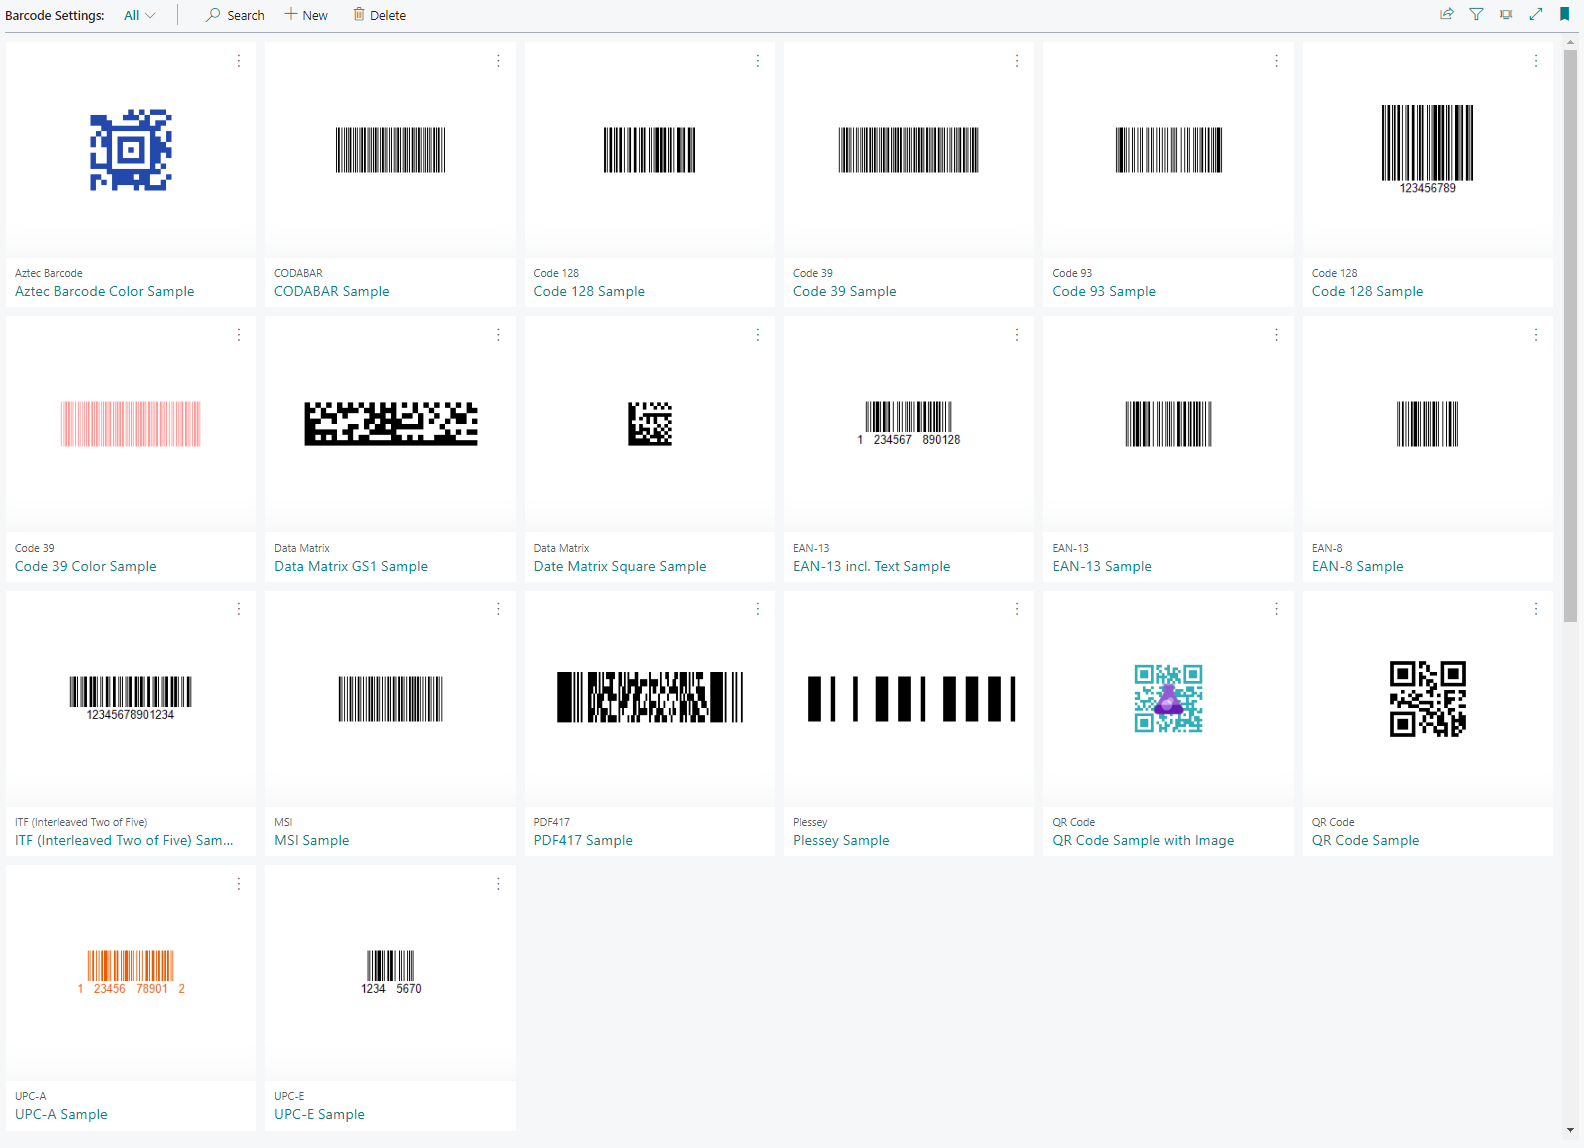 Barcode Settings: All Search New Delete
123456789
Aztec Barcode
Aztec Barcode Color Sample
CODABAR
CODABAR Sample
Code 128
Code 128 Sample
Code 39
Code 39 Sample
Code 93
Code 93 Sample
Code 128
Code 128 Sample
1 234567 890128
Code 39
Code 39 Color Sample
Data Matrix
Data Matrix GS1 Sample
Data Matrix
Date Matrix Square Sample
EAN-13
EAN-13 incl. Text Sample
EAN-13
EAN-13 Sample
EAN-8
EAN-8 Sample
12345678901234
ITF (Interleaved Two of Five)
ITF (Interleaved Two of Five) Sam...
MSI
MSI Sample
PDF417
PDF417 Sample
Plessey
Plessey Sample
QR Code
QR Code Sample with Image
QR Code
QR Code Sample
1 23456 78901 2
1234 5670
UPC-A
UPC-A Sample
UPC-E
UPC-E Sample